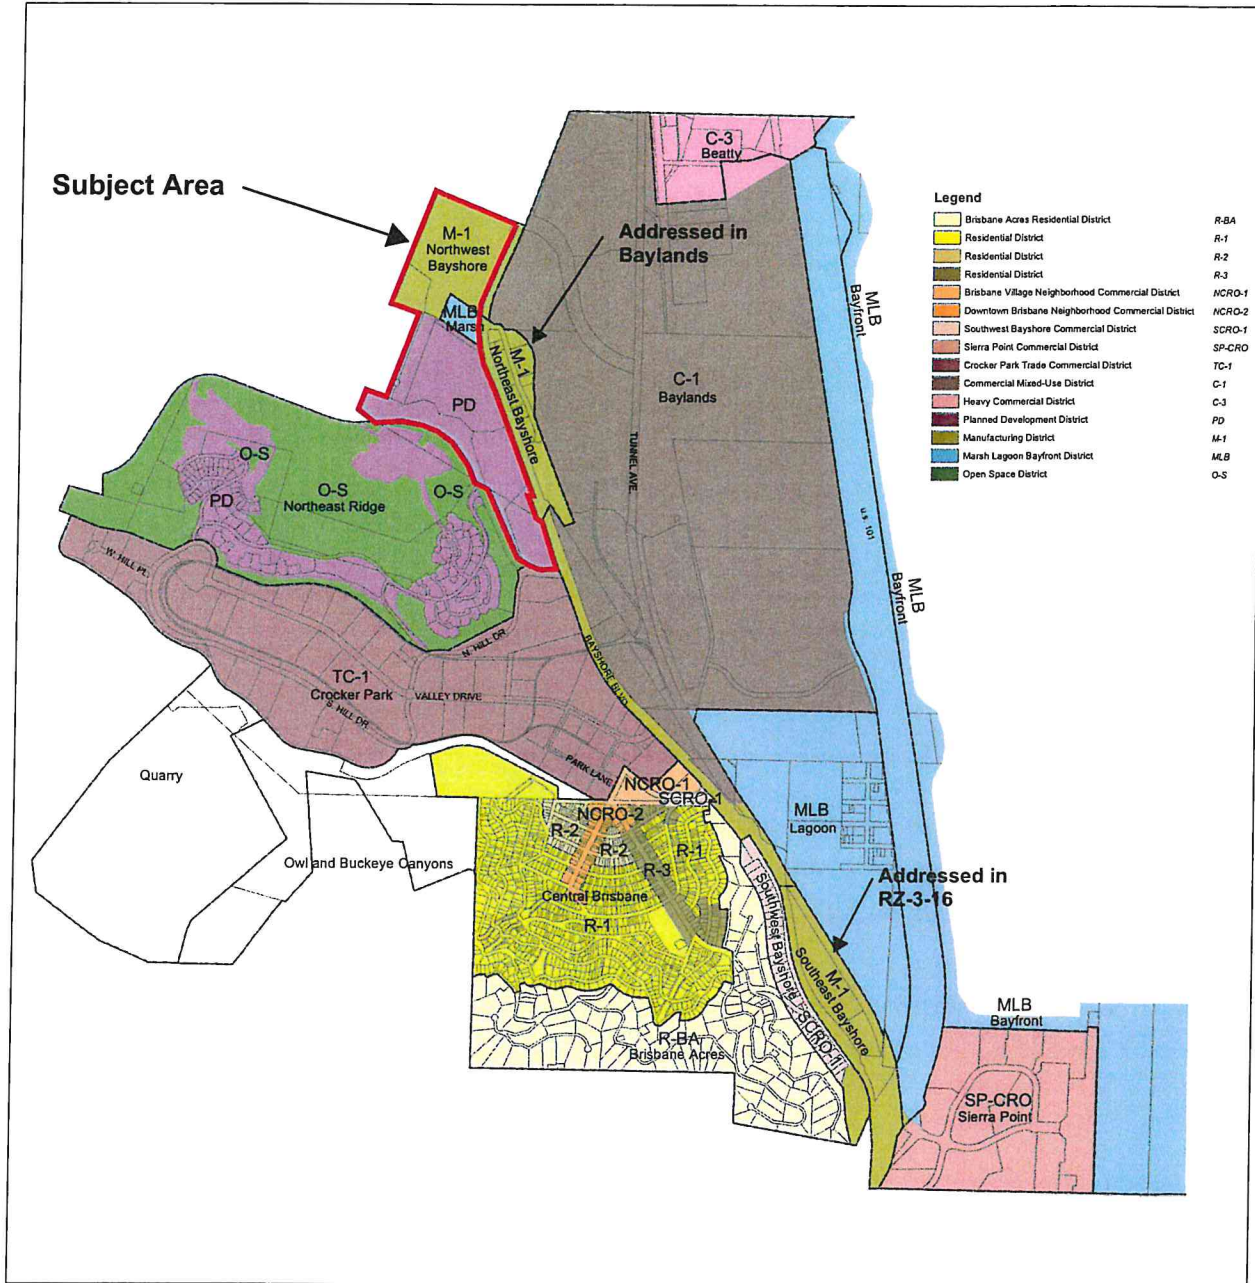 C-3
Beatty
Subject Area
M-1
Northwest
Bayshore
Addressed in
Baylands
MLB
Marsh
M-1
Northeast Bayshore
PD
C-1
Baylands
TUNNEL AVE.
MLB
Bayfront
U.S. 101
MLB
Bayfront
O-S
O-S
Northeast Ridge
O-S
PD
W. HILL PL.
N. HILL DR
TC-1
Crocker Park
VALLEY DRIVE
S. HILL DR
BAYSHORE BLVD
PARK LANE
Quarry
Owl and Buckeye Canyons
NCRO-1
SCRO-1
NCRO-2
R-2
R-2
R-1
R-3
Central Brisbane
R-1
MLB
Lagoon
Addressed in
RZ-3-16
Southwest Bayshore
SCRO-1
M-1
Southeast Bayshore
R-BA
Brisbane Acres
MLB
Bayfront
SP-CRO
Sierra Point
Legend
Brisbane Acres Residential District R-BA
Residential District R-1
Residential District R-2
Residential District R-3
Brisbane Village Neighborhood Commercial District NCRO-1
Downtown Brisbane Neighborhood Commercial District NCRO-2
Southwest Bayshore Commercial District SCRO-1
Sierra Point Commercial District SP-CRO
Crocker Park Trade Commercial District TC-1
Commercial Mixed-Use District C-1
Heavy Commercial District C-3
Planned Development District PD
Manufacturing District M-1
Marsh Lagoon Bayfront District MLB
Open Space District O-S